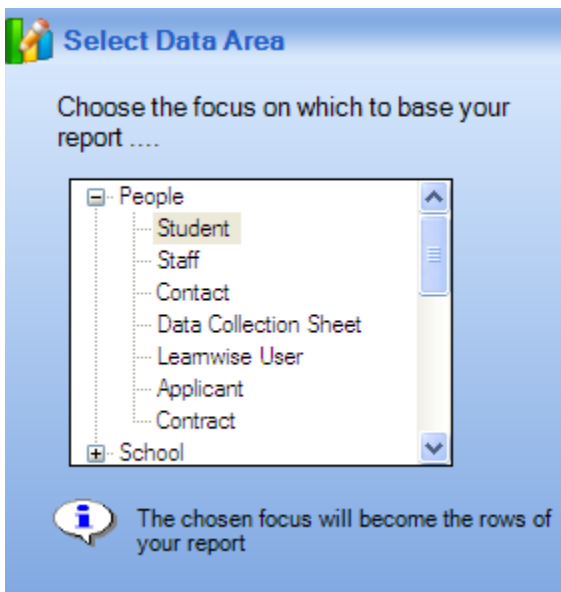 Select Data Area
Choose the focus on which to base your
report ....
People
Student
Staff
Contact
Data Collection Sheet
Learnwise User
Applicant
Contract
School
The chosen focus will become the rows of
your report